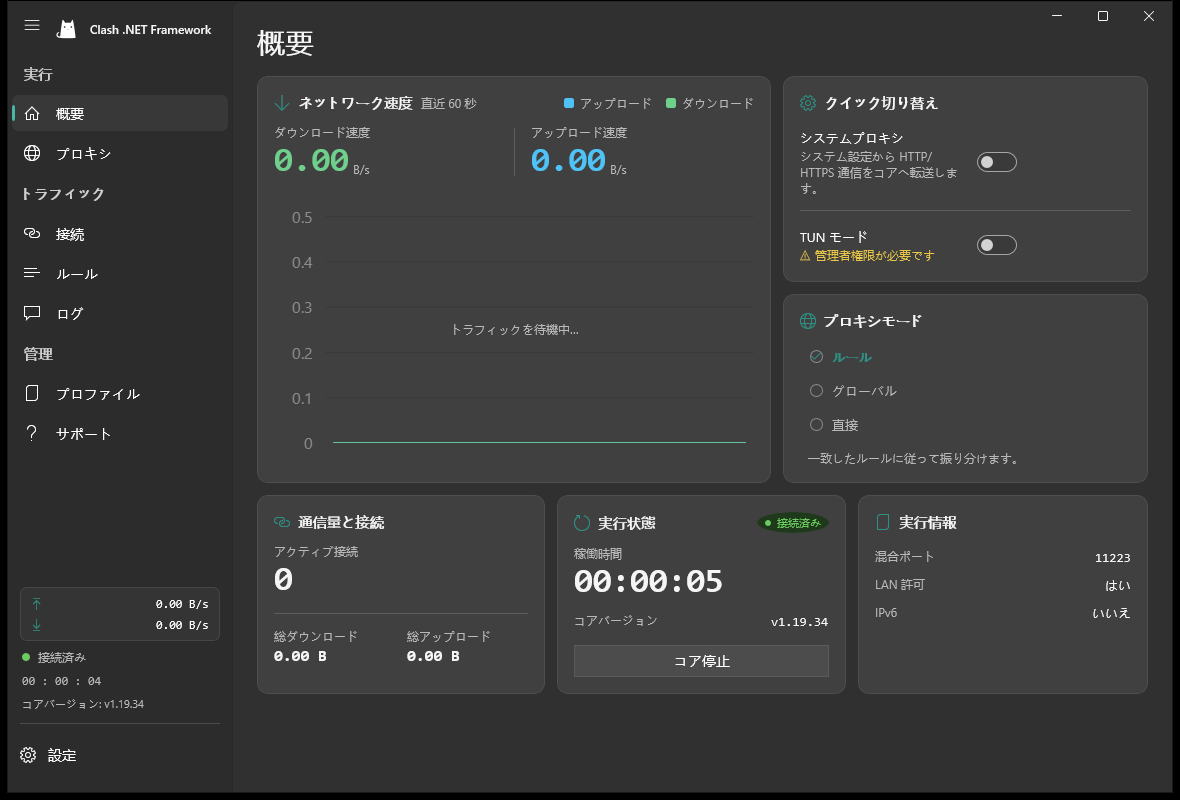 Clash .NET Framework
実行
概要
プロキシ
トラフィック
接続
ルール
ログ
管理
プロファイル
サポート
0.00 B/s
0.00 B/s
接続済み
00 : 00 : 04
コアバージョン: v1.19.34
設定
概要
ネットワーク速度 直近 60 秒
アップロード ダウンロード
ダウンロード速度
0.00 B/s
アップロード速度
0.00 B/s
0.5
0.4
0.3
0.2
0.1
0
トラフィックを待機中...
クイック切り替え
システムプロキシ
システム設定から HTTP/
HTTPS 通信をコアへ転送しま
す。
TUN モード
⚠ 管理者権限が必要です
プロキシモード
ルール
グローバル
直接
一致したルールに従って振り分けます。
通信量と接続
アクティブ接続
0
総ダウンロード
0.00 B
総アップロード
0.00 B
実行状態
接続済み
稼働時間
00:00:05
コアバージョン v1.19.34
コア停止
実行情報
混合ポート 11223
LAN 許可 はい
IPv6 いいえ